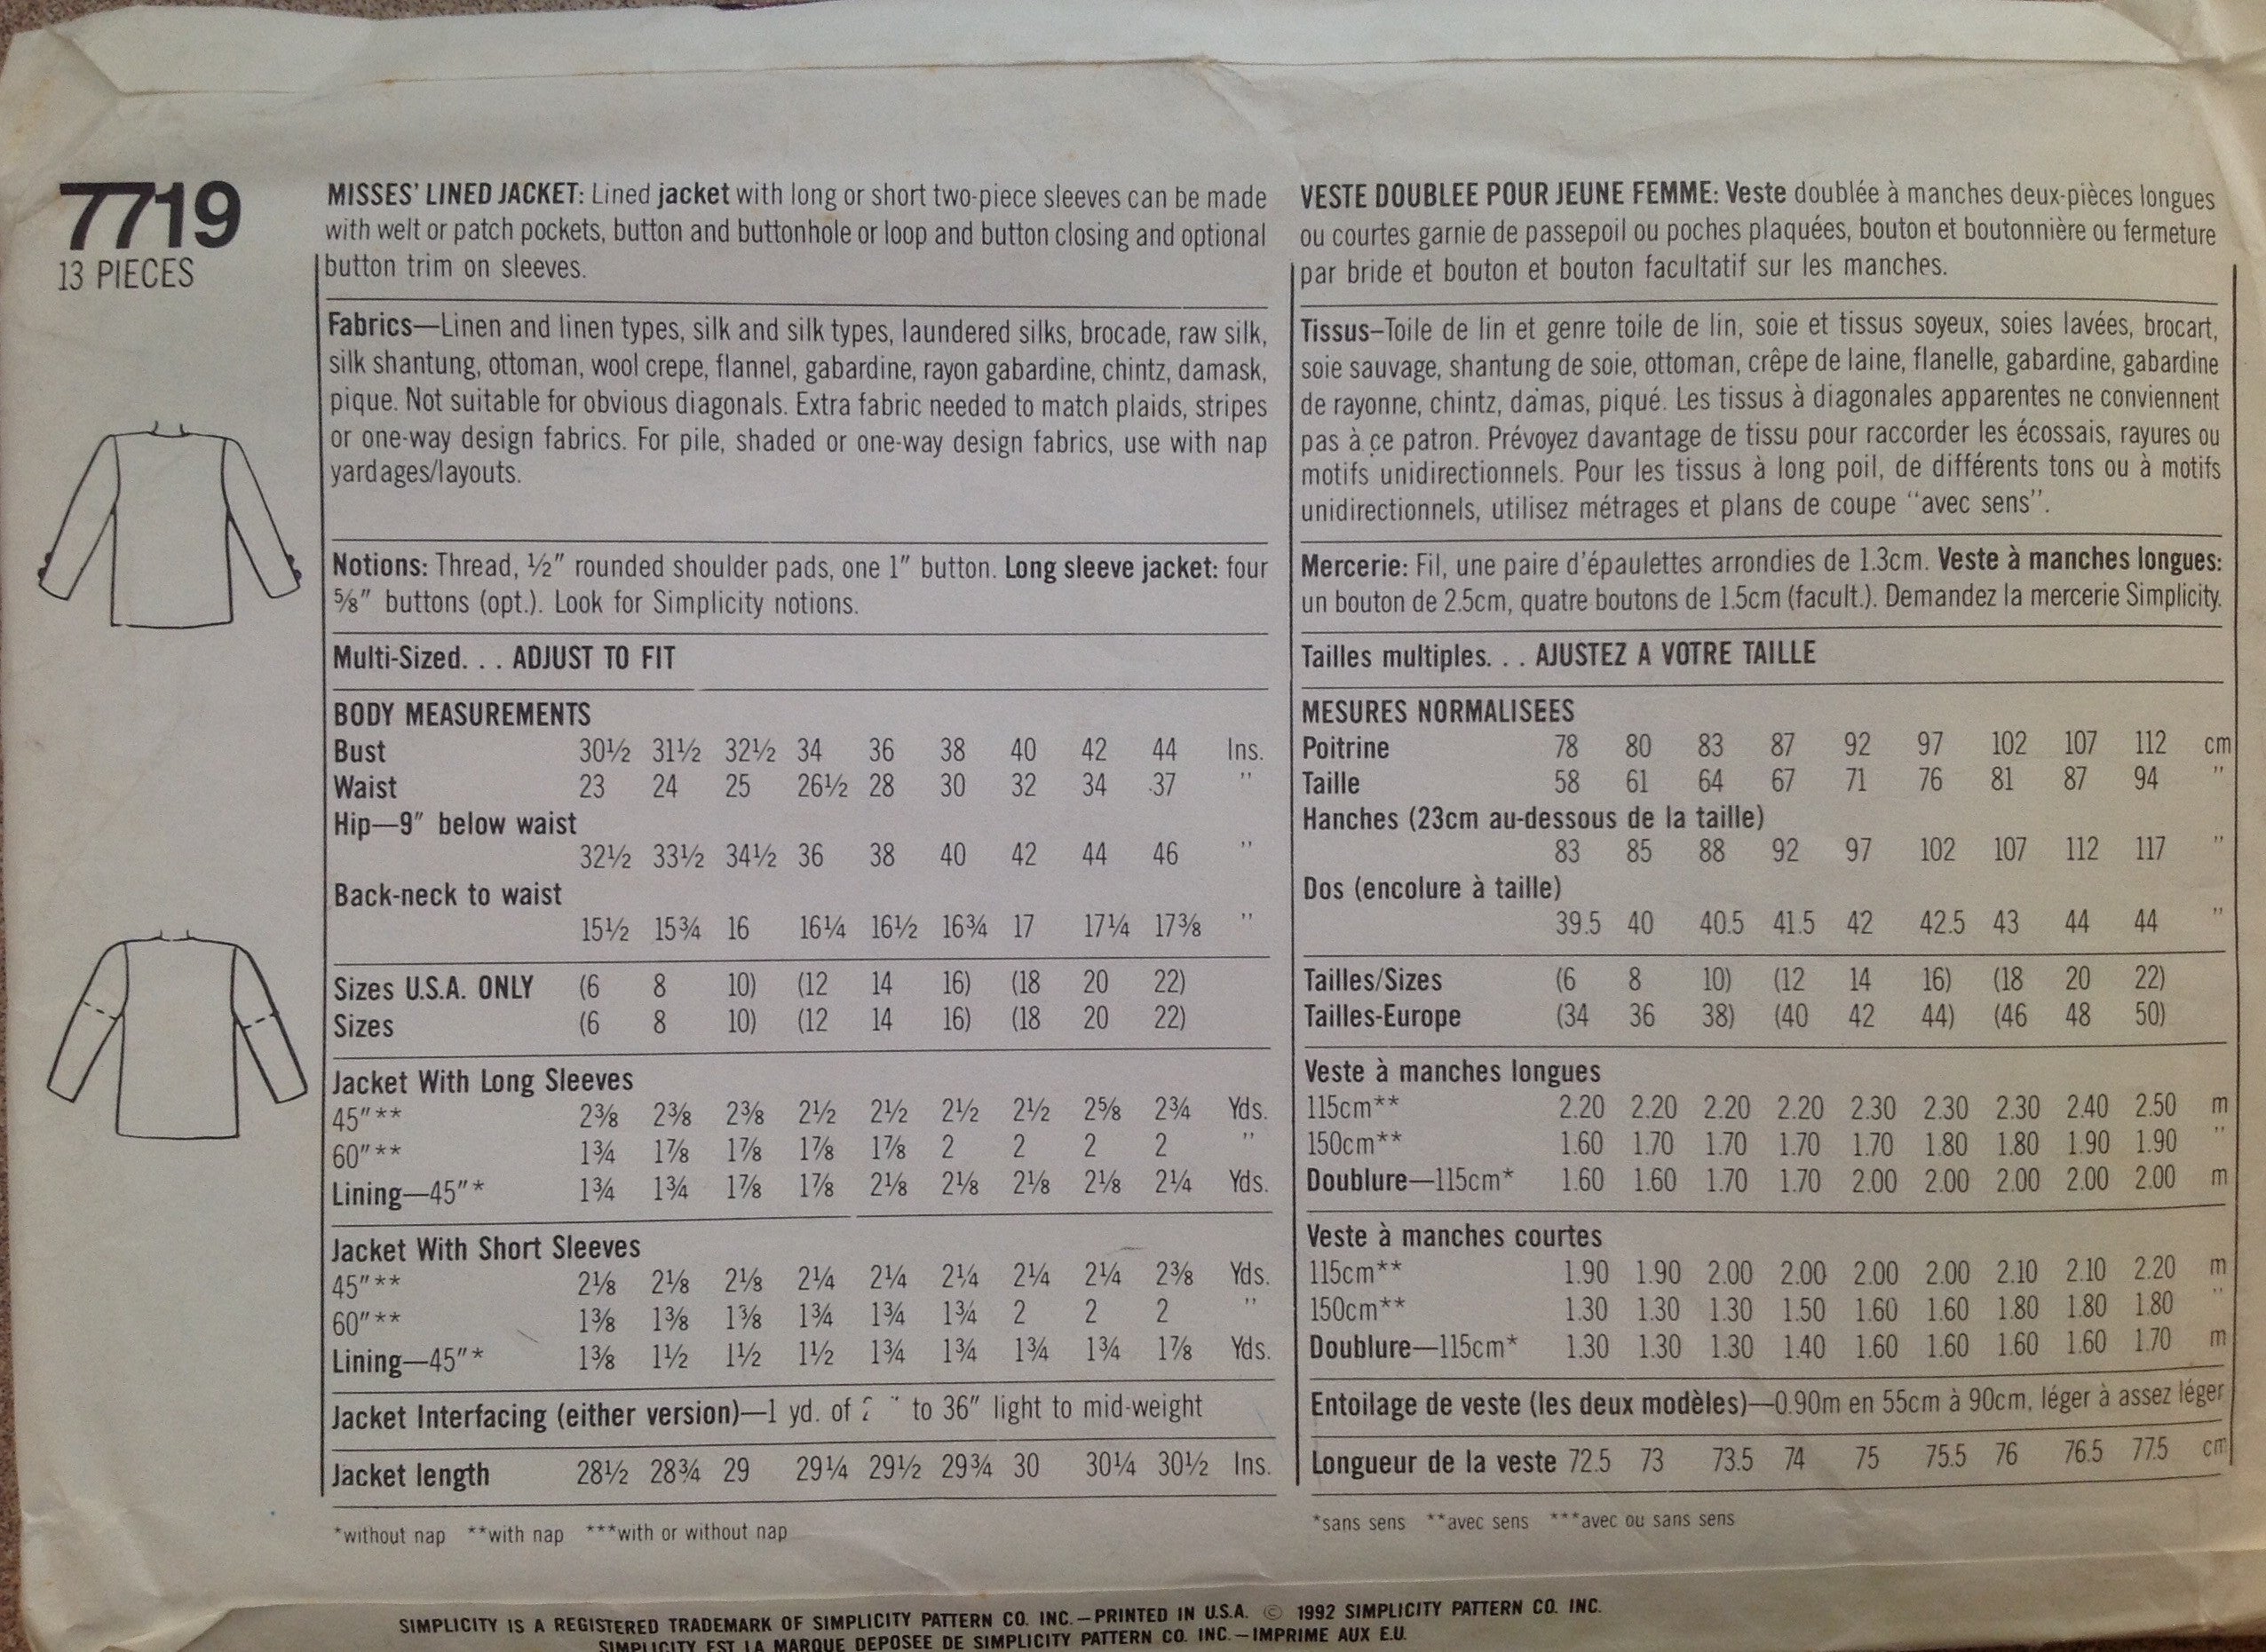 7719
13 PIECES
MISSES' LINED JACKET: Lined jacket with long or short two-piece sleeves can be made
with welt or patch pockets, button and buttonhole or loop and button closing and optional
button trim on sleeves.
Fabrics—Linen and linen types, silk and silk types, laundered silks, brocade, raw silk,
silk shantung, ottoman, wool crepe, flannel, gabardine, rayon gabardine, chintz, damask,
pique. Not suitable for obvious diagonals. Extra fabric needed to match plaids, stripes
or one-way design fabrics. For pile, shaded or one-way design fabrics, use with nap
yardages/layouts.
Notions: Thread, ½" rounded shoulder pads, one 1" button. Long sleeve jacket: four
⅝" buttons (opt.). Look for Simplicity notions.
Multi-Sized. . . ADJUST TO FIT
BODY MEASUREMENTS
Bust 30½ 31½ 32½ 34 36 38 40 42 44 Ins.
Waist 23 24 25 26½ 28 30 32 34 37 "
Hip—9" below waist
32½ 33½ 34½ 36 38 40 42 44 46 "
Back-neck to waist
15½ 15¾ 16 16¼ 16½ 16¾ 17 17¼ 17⅜ "
Sizes U.S.A. ONLY (6 8 10) (12 14 16) (18 20 22)
Sizes (6 8 10) (12 14 16) (18 20 22)
Jacket With Long Sleeves
45"** 2⅜ 2⅜ 2⅜ 2½ 2½ 2½ 2½ 2⅝ 2¾ Yds.
60"** 1¾ 1⅞ 1⅞ 1⅞ 1⅞ 2 2 2 2 "
Lining—45"* 1¾ 1¾ 1⅞ 1⅞ 2⅛ 2⅛ 2⅛ 2⅛ 2¼ Yds.
Jacket With Short Sleeves
45"** 2⅛ 2⅛ 2⅛ 2¼ 2¼ 2¼ 2¼ 2¼ 2⅜ Yds.
60"** 1⅜ 1⅜ 1⅜ 1¾ 1¾ 1¾ 2 2 2 "
Lining—45"* 1⅜ 1½ 1½ 1½ 1¾ 1¾ 1¾ 1¾ 1⅞ Yds.
Jacket Interfacing (either version)—1 yd. of " to 36" light to mid-weight
Jacket length 28½ 28¾ 29 29¼ 29½ 29¾ 30 30¼ 30½ Ins.
*without nap **with nap ***with or without nap
VESTE DOUBLEE POUR JEUNE FEMME: Veste doublée à manches deux-pièces longues
ou courtes garnie de passepoil ou poches plaquées, bouton et boutonnière ou fermeture
par bride et bouton et bouton facultatif sur les manches.
Tissus–Toile de lin et genre toile de lin, soie et tissus soyeux, soies lavées, brocart,
soie sauvage, shantung de soie, ottoman, crêpe de laine, flanelle, gabardine, gabardine
de rayonne, chintz, damas, piqué. Les tissus à diagonales apparentes ne conviennent
pas à ce patron. Prévoyez davantage de tissu pour raccorder les écossais, rayures ou
motifs unidirectionnels. Pour les tissus à long poil, de différents tons ou à motifs
unidirectionnels, utilisez métrages et plans de coupe "avec sens".
Mercerie: Fil, une paire d'épaulettes arrondies de 1.3cm. Veste à manches longues:
un bouton de 2.5cm, quatre boutons de 1.5cm (facult.). Demandez la mercerie Simplicity.
Tailles multiples. . . AJUSTEZ A VOTRE TAILLE
MESURES NORMALISEES
Poitrine 78 80 83 87 92 97 102 107 112 cm
Taille 58 61 64 67 71 76 81 87 94 "
Hanches (23cm au-dessous de la taille)
83 85 88 92 97 102 107 112 117 "
Dos (encolure à taille)
39.5 40 40.5 41.5 42 42.5 43 44 44 "
Tailles/Sizes (6 8 10) (12 14 16) (18 20 22)
Tailles-Europe (34 36 38) (40 42 44) (46 48 50)
Veste à manches longues
115cm** 2.20 2.20 2.20 2.20 2.30 2.30 2.30 2.40 2.50 m
150cm** 1.60 1.70 1.70 1.70 1.70 1.80 1.80 1.90 1.90 "
Doublure—115cm* 1.60 1.60 1.70 1.70 2.00 2.00 2.00 2.00 2.00 m
Veste à manches courtes
115cm** 1.90 1.90 2.00 2.00 2.00 2.00 2.10 2.10 2.20 m
150cm** 1.30 1.30 1.30 1.50 1.60 1.60 1.80 1.80 1.80 "
Doublure—115cm* 1.30 1.30 1.30 1.40 1.60 1.60 1.60 1.60 1.70 m
Entoilage de veste (les deux modèles)—0.90m en 55cm à 90cm, léger à assez léger
Longueur de la veste 72.5 73 73.5 74 75 75.5 76 76.5 77.5 cm
*sans sens **avec sens ***avec ou sans sens
SIMPLICITY IS A REGISTERED TRADEMARK OF SIMPLICITY PATTERN CO. INC.—PRINTED IN U.S.A. © 1992 SIMPLICITY PATTERN CO. INC.
SIMPLICITY EST LA MARQUE DEPOSEE DE SIMPLICITY PATTERN CO. INC.—IMPRIME AUX E.U.